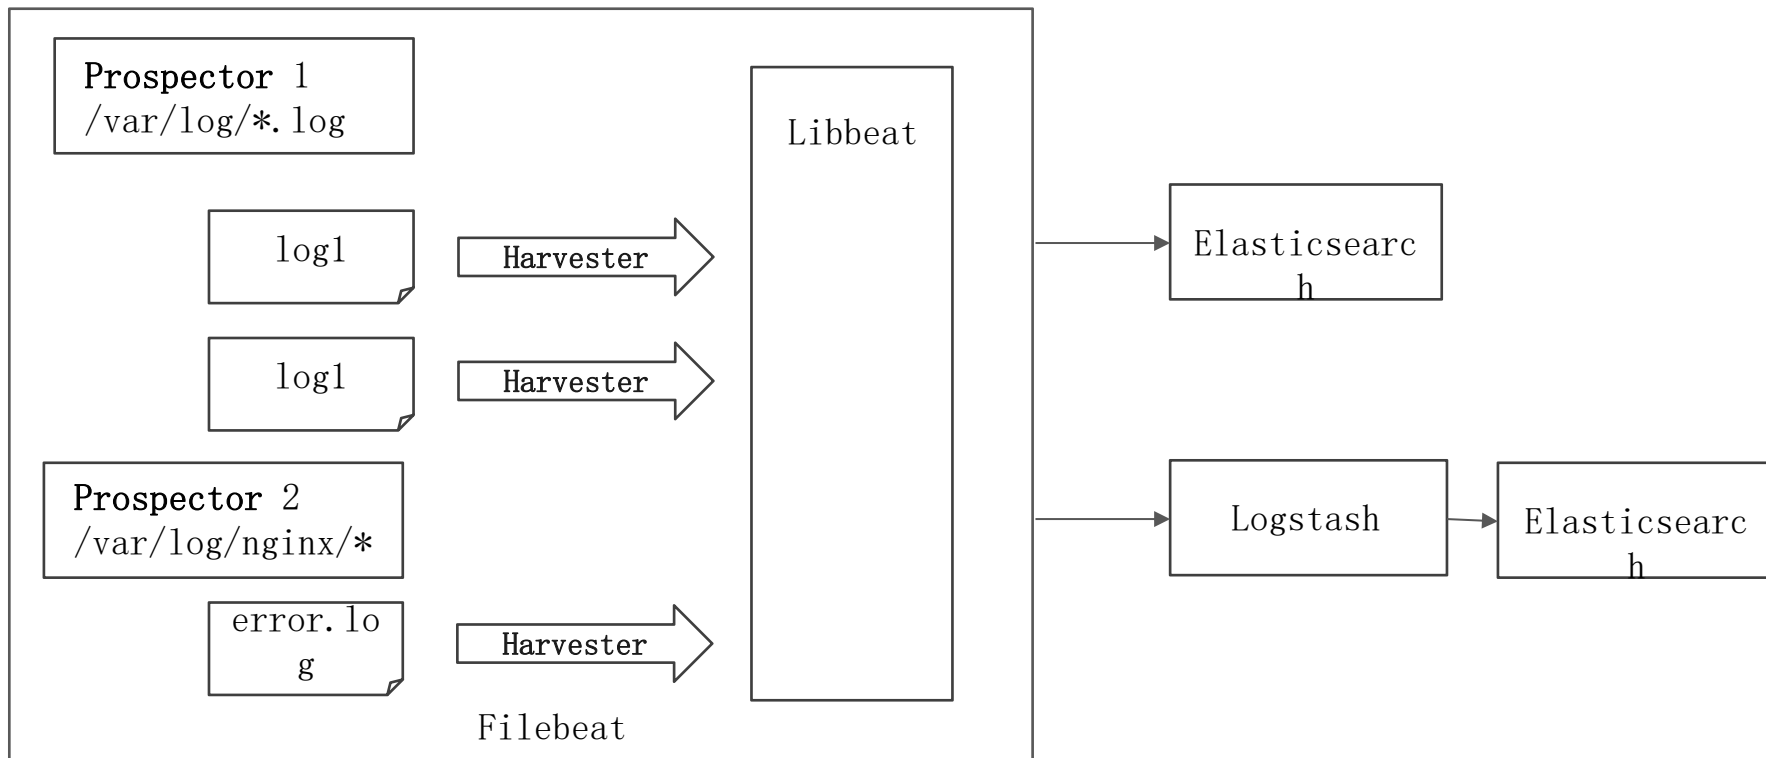 Prospector 1
/var/log/*.log
Libbeat
log1
Harvester
Elasticsearc
h
log1
Harvester
Prospector 2
/var/log/nginx/*
Logstash
Elasticsearc
h
error.lo
g
Harvester
Filebeat